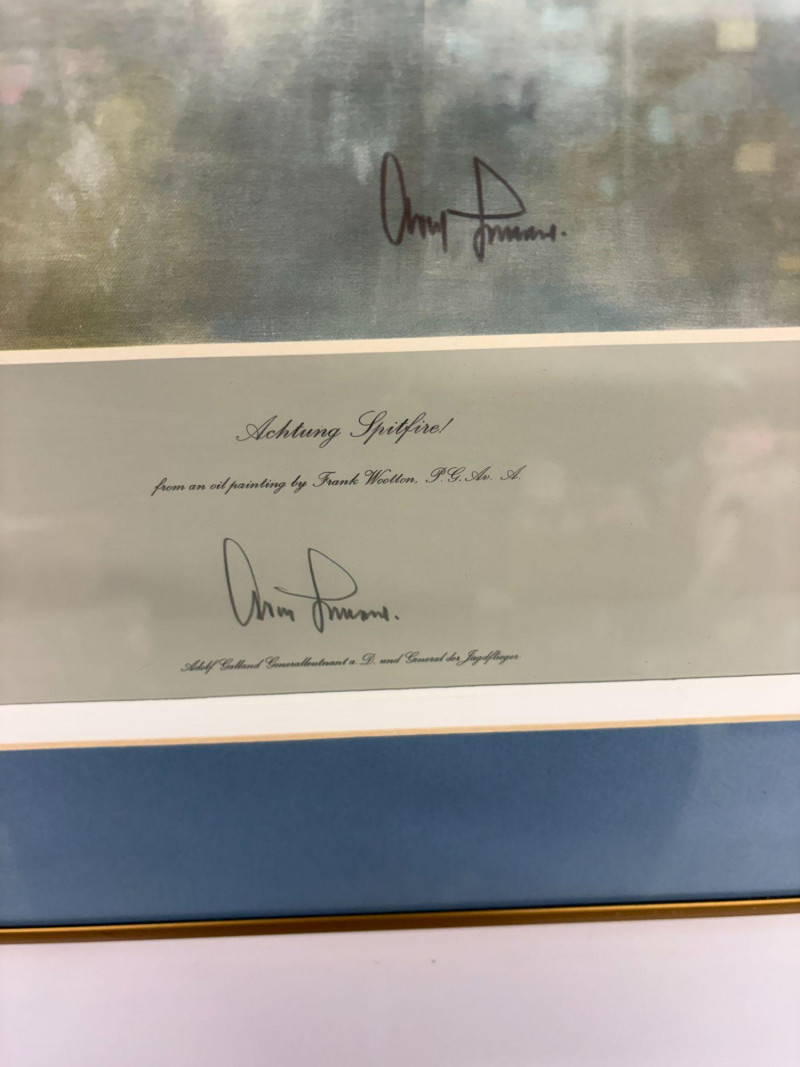 Achtung Spitfire!
from an oil painting by Frank Wootton, P.G.Av. A.
Adolf Galland Generalleutnant a. D. und General der Jagdflieger